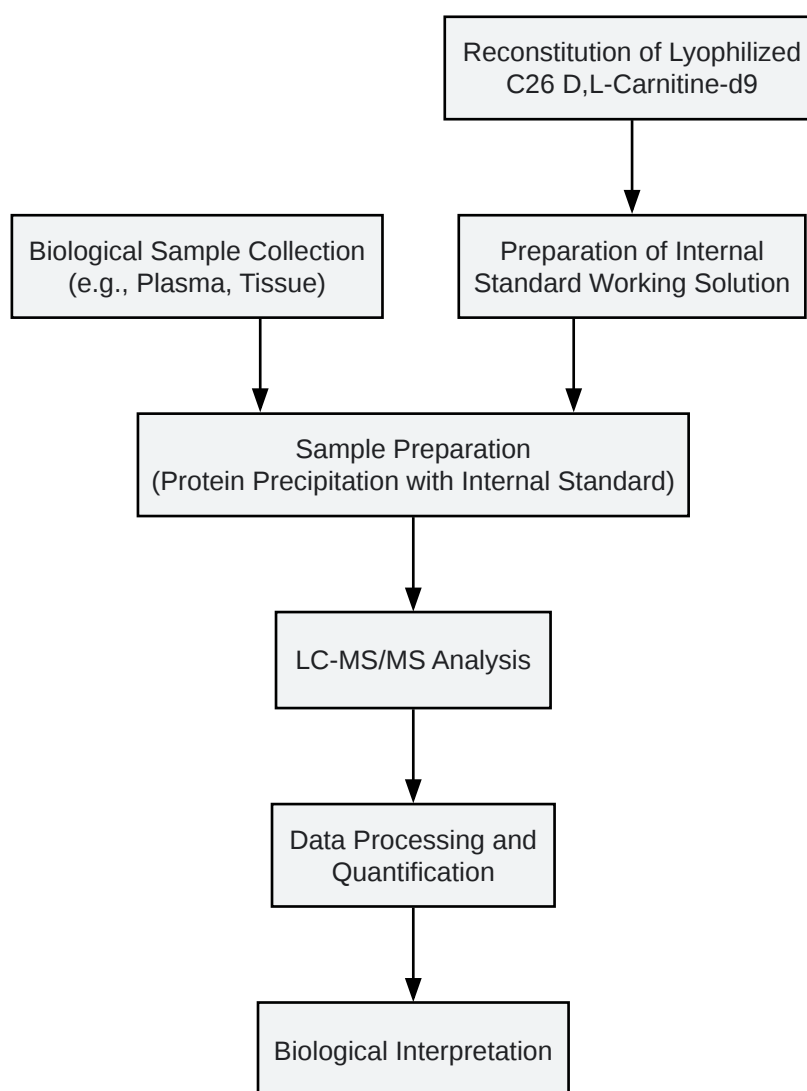 Reconstitution of Lyophilized
C26 D,L-Carnitine-d9
Biological Sample Collection
(e.g., Plasma, Tissue)
Preparation of Internal
Standard Working Solution
Sample Preparation
(Protein Precipitation with Internal Standard)
LC-MS/MS Analysis
Data Processing and
Quantification
Biological Interpretation